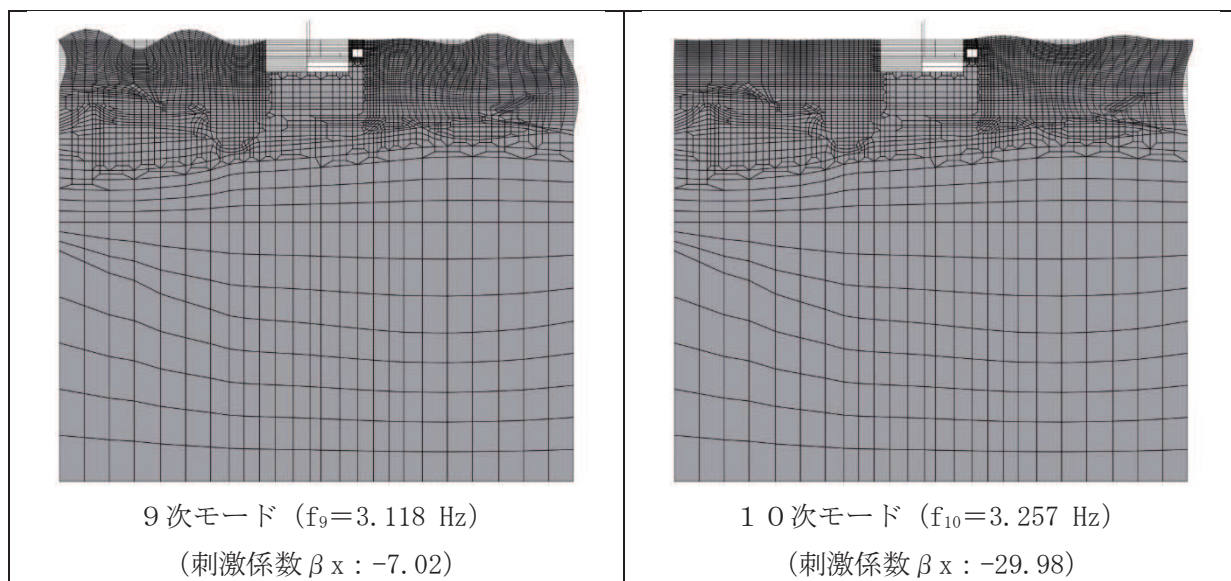 9次モード (f₉＝3.118 Hz)
(刺激係数βx：-7.02)
10次モード (f₁₀＝3.257 Hz)
(刺激係数βx：-29.98)